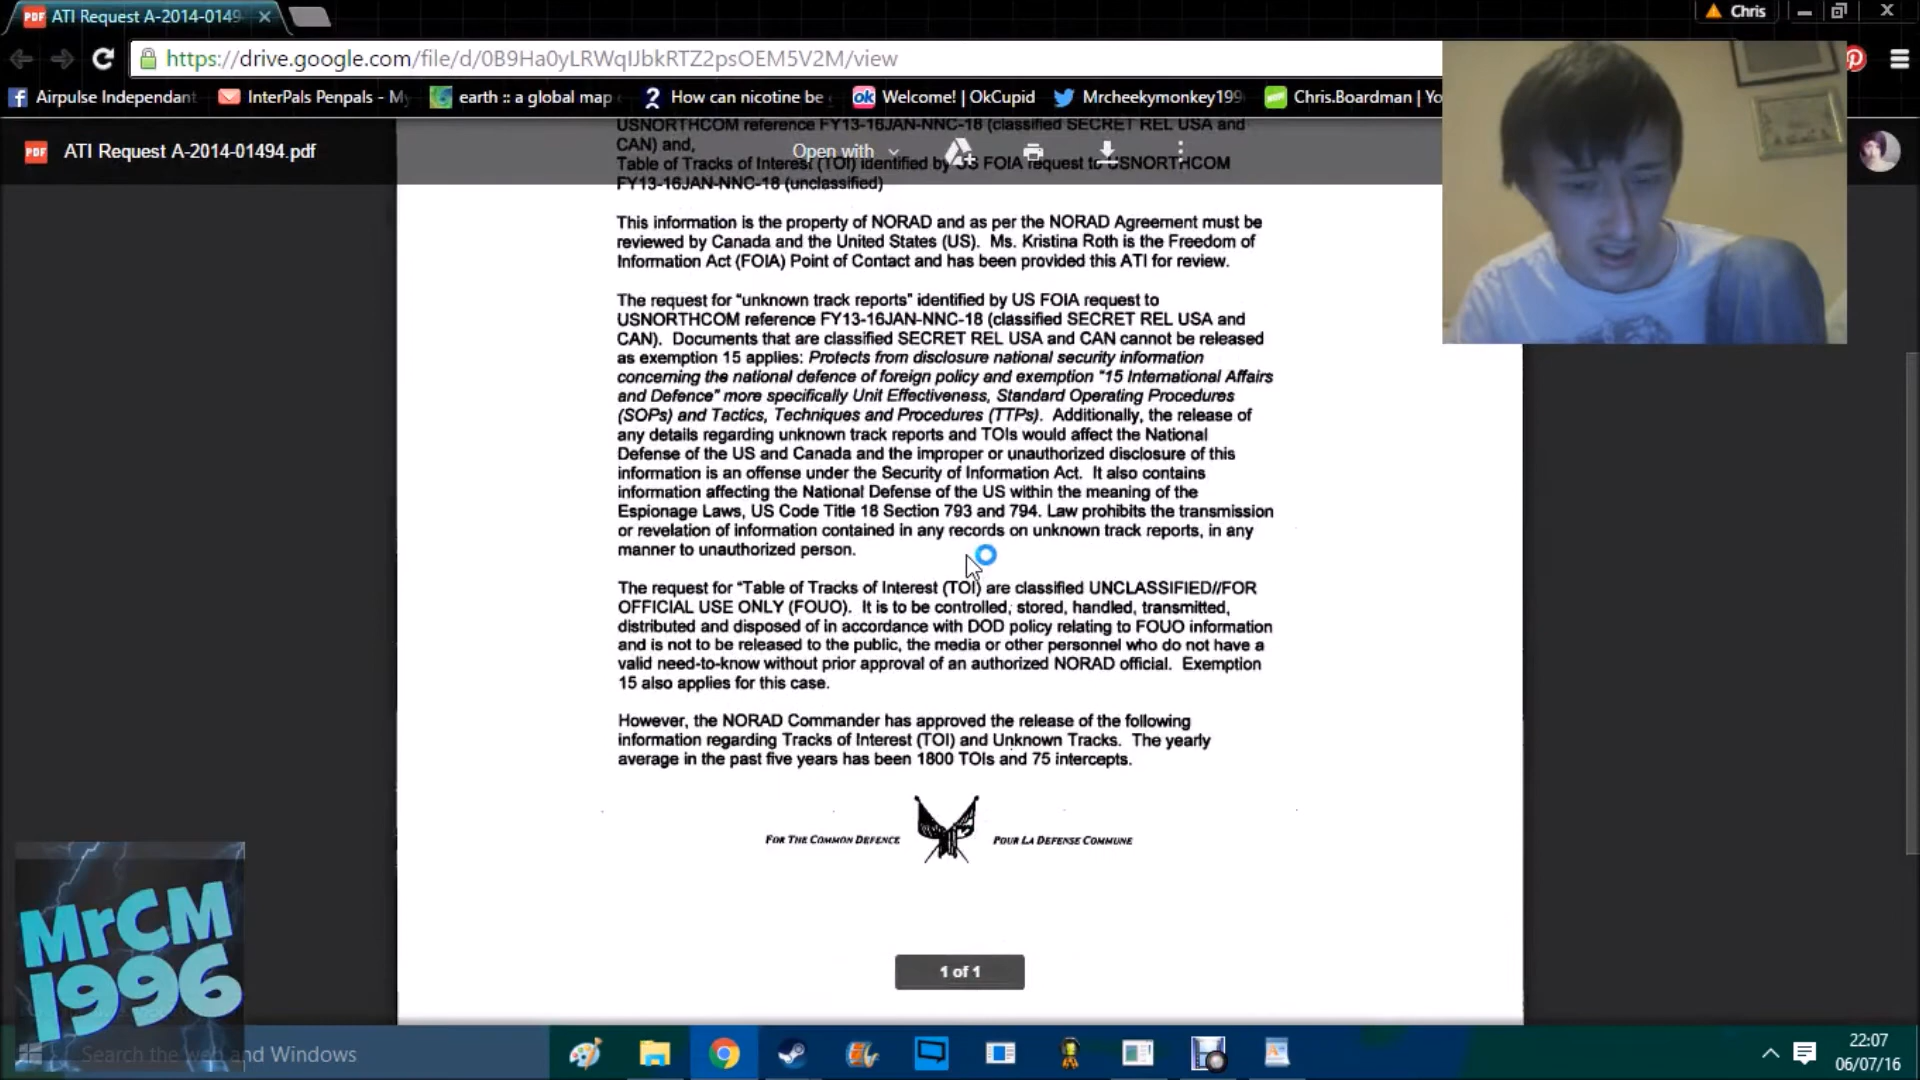 ATI Request A-2014-0149
Chris
https://drive.google.com/file/d/0B9Ha0yLRWqIJbkRTZ2psOEM5V2M/view
Airpulse Independant
InterPals Penpals - My
earth :: a global map
How can nicotine be
Welcome! | OkCupid
Mrcheekymonkey199
Chris.Boardman | Yo
PDF
ATI Request A-2014-01494.pdf
Open with
USNORTHCOM reference FY13-16JAN-NNC-18 (classified SECRET REL USA and
CAN) and,
Table of Tracks of Interest (TOI) identified by US FOIA request to USNORTHCOM
FY13-16JAN-NNC-18 (unclassified)
This information is the property of NORAD and as per the NORAD Agreement must be
reviewed by Canada and the United States (US). Ms. Kristina Roth is the Freedom of
Information Act (FOIA) Point of Contact and has been provided this ATI for review.
The request for "unknown track reports" identified by US FOIA request to
USNORTHCOM reference FY13-16JAN-NNC-18 (classified SECRET REL USA and
CAN). Documents that are classified SECRET REL USA and CAN cannot be released
as exemption 15 applies: Protects from disclosure national security information
concerning the national defence of foreign policy and exemption "15 International Affairs
and Defence" more specifically Unit Effectiveness, Standard Operating Procedures
(SOPs) and Tactics, Techniques and Procedures (TTPs). Additionally, the release of
any details regarding unknown track reports and TOIs would affect the National
Defense of the US and Canada and the improper or unauthorized disclosure of this
information is an offense under the Security of Information Act. It also contains
information affecting the National Defense of the US within the meaning of the
Espionage Laws, US Code Title 18 Section 793 and 794. Law prohibits the transmission
or revelation of information contained in any records on unknown track reports, in any
manner to unauthorized person.
The request for "Table of Tracks of Interest (TOI) are classified UNCLASSIFIED//FOR
OFFICIAL USE ONLY (FOUO). It is to be controlled, stored, handled, transmitted,
distributed and disposed of in accordance with DOD policy relating to FOUO information
and is not to be released to the public, the media or other personnel who do not have a
valid need-to-know without prior approval of an authorized NORAD official. Exemption
15 also applies for this case.
However, the NORAD Commander has approved the release of the following
information regarding Tracks of Interest (TOI) and Unknown Tracks. The yearly
average in the past five years has been 1800 TOIs and 75 intercepts.
FOR THE COMMON DEFENCE
POUR LA DEFENSE COMMUNE
1 of 1
MrCM
1996
Search the web and Windows
22:07
06/07/16